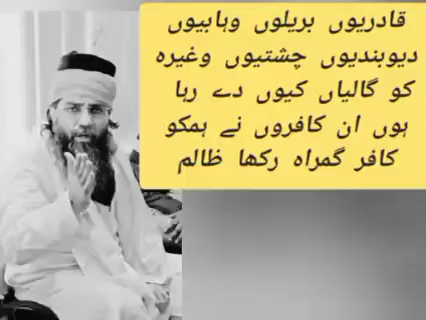 قادریوں بریلوں وہابیوں
دیوبندیوں چشتیوں وغیرہ
کو گالیاں کیوں دے رہا
ہوں ان کافروں نے ہمکو
کافر گمراہ رکھا ظالم